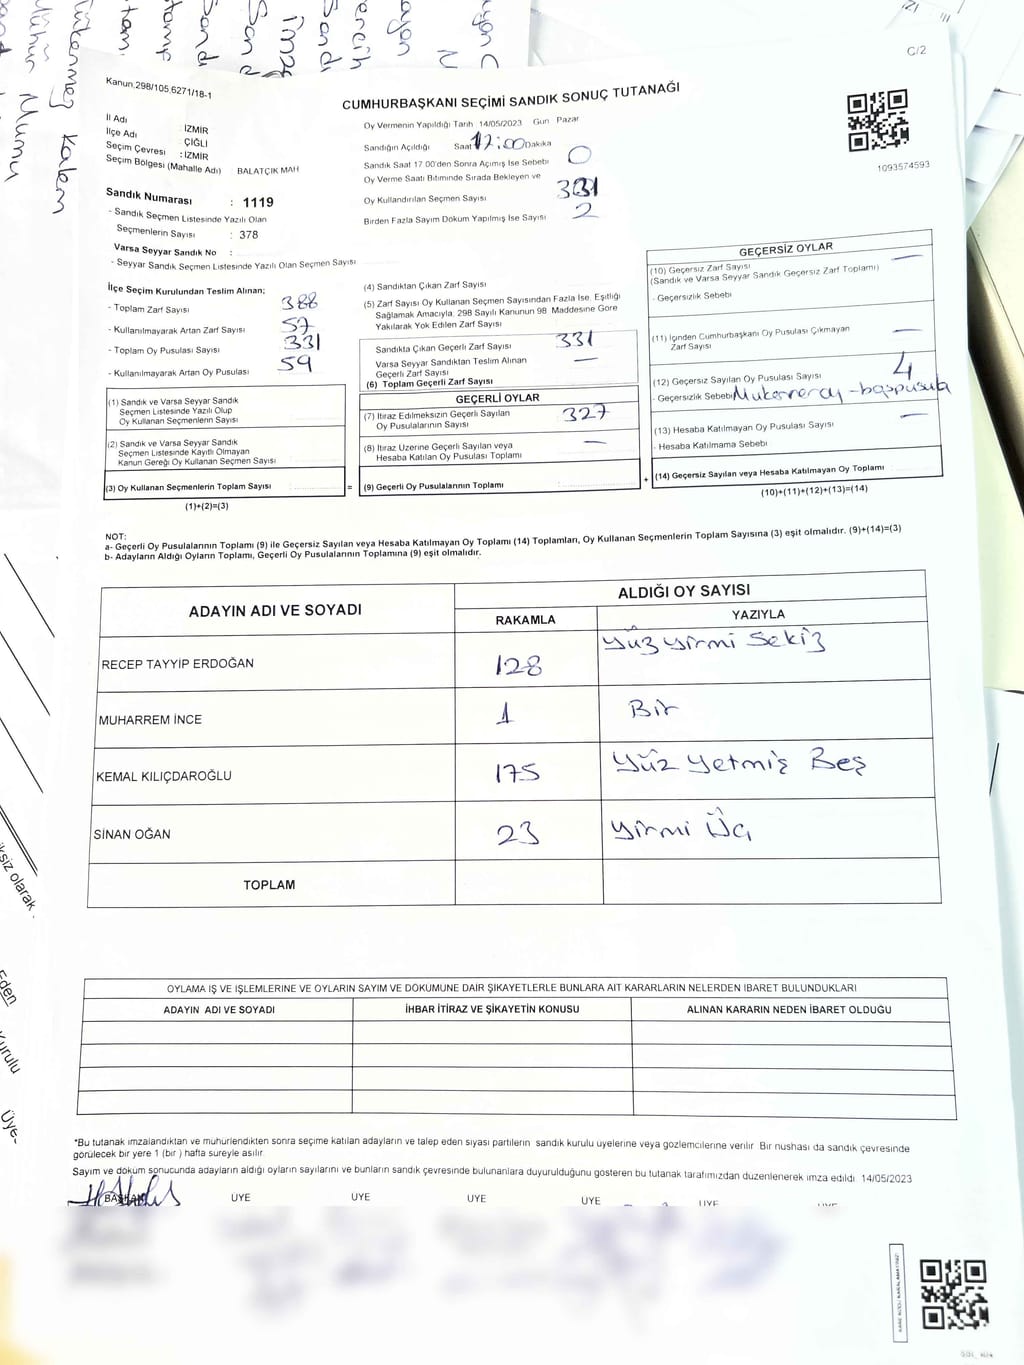 C/2
Kanun.298/105,6271/18-1
CUMHURBAŞKANI SEÇİMİ SANDIK SONUÇ TUTANAĞI
İl Adı : İZMİR
İlçe Adı : ÇİĞLİ
Seçim Çevresi : İZMİR
Seçim Bölgesi (Mahalle Adı) BALATÇIK MAH
Sandık Numarası : 1119
- Sandık Seçmen Listesinde Yazılı Olan
Seçmenlerin Sayısı : 378
Varsa Seyyar Sandık No :
- Seyyar Sandık Seçmen Listesinde Yazılı Olan Seçmen Sayısı
Oy Vermenin Yapıldığı Tarih 14/05/2023 Gün Pazar
Sandığın Açıldığı Saat 12:00 Dakika
Sandık Saat 17 00'den Sonra Açımış İse Sebebi 0
Oy Verme Saati Bitiminde Sırada Bekleyen ve
Oy Kullandırılan Seçmen Sayısı 331
Birden Fazla Sayım Döküm Yapılmış İse Sayısı 2
1093574593
İlçe Seçim Kurulundan Teslim Alınan;
- Toplam Zarf Sayısı 388
- Kullanılmayarak Artan Zarf Sayısı 57
- Toplam Oy Pusulası Sayısı 331
- Kullanılmayarak Artan Oy Pusulası 59
(1) Sandık ve Varsa Seyyar Sandık
Seçmen Listesinde Yazılı Olup
Oy Kullanan Seçmenlerin Sayısı
(2) Sandık ve Varsa Seyyar Sandık
Seçmen Listesinde Kayıtlı Olmayan
Kanun Gereği Oy Kullanan Seçmen Sayısı
(3) Oy Kullanan Seçmenlerin Toplam Sayısı =
(1)+(2)=(3)
(4) Sandıktan Çıkan Zarf Sayısı
(5) Zarf Sayısı Oy Kullanan Seçmen Sayısından Fazla İse. Eşitliği
Sağlamak Amacıyla. 298 Sayılı Kanunun 98 Maddesine Göre
Yakılarak Yok Edilen Zarf Sayısı
Sandıkta Çıkan Geçerli Zarf Sayısı 331
Varsa Seyyar Sandıktan Teslim Alınan —
Geçerli Zarf Sayısı
(6) Toplam Geçerli Zarf Sayısı
GEÇERLİ OYLAR
(7) İtiraz Edilmeksizin Geçerli Sayılan 327
Oy Pusulalarının Sayısı
(8) İtiraz Üzerine Geçerli Sayılan veya —
Hesaba Katılan Oy Pusulası Toplamı
(9) Geçerli Oy Pusulalarının Toplamı +
GEÇERSİZ OYLAR
(10) Geçersiz Zarf Sayısı —
(Sandık ve Varsa Seyyar Sandık Geçersiz Zarf Toplamı)
- Geçersizlik Sebebi
(11) İçinden Cumhurbaşkanı Oy Pusulası Çıkmayan —
Zarf Sayısı
(12) Geçersiz Sayılan Oy Pusulası Sayısı 4
- Geçersizlik Sebebi
(13) Hesaba Katılmayan Oy Pusulası Sayısı —
- Hesaba Katılmama Sebebi
(14) Geçersiz Sayılan veya Hesaba Katılmayan Oy Toplamı
(10)+(11)+(12)+(13)=(14)
NOT:
a- Geçerli Oy Pusulalarının Toplamı (9) ile Geçersiz Sayılan veya Hesaba Katılmayan Oy Toplamı (14) Toplamları, Oy Kullanan Seçmenlerin Toplam Sayısına (3) eşit olmalıdır. (9)+(14)=(3)
b- Adayların Aldığı Oyların Toplamı, Geçerli Oy Pusulalarının Toplamına (9) eşit olmalıdır.
ADAYIN ADI VE SOYADI
ALDIĞI OY SAYISI
RAKAMLA YAZIYLA
RECEP TAYYİP ERDOĞAN 128 Yüz yirmi Sekiz
MUHARREM İNCE 1 Bir
KEMAL KILIÇDAROĞLU 175 Yüz Yetmiş Beş
SİNAN OĞAN 23 Yirmi Üç
TOPLAM
OYLAMA İŞ VE İŞLEMLERİNE VE OYLARIN SAYIM VE DÖKÜMÜNE DAİR ŞİKAYETLERLE BUNLARA AİT KARARLARIN NELERDEN İBARET BULUNDUKLARI
ADAYIN ADI VE SOYADI İHBAR İTİRAZ VE ŞİKAYETİN KONUSU ALINAN KARARIN NEDEN İBARET OLDUĞU
*Bu tutanak imzalandıktan ve mühürlendikten sonra seçime katılan adayların ve talep eden siyasi partilerin sandık kurulu üyelerine veya gözlemcilerine verilir Bir nüshası da sandık çevresinde
görülecek bir yere 1 (bir ) hafta süreyle asılır.
Sayım ve döküm sonucunda adayların aldığı oyların sayılarını ve bunların sandık çevresinde bulunanlara duyurulduğunu gösteren bu tutanak tarafımızdan düzenlenerek imza edildi 14/05/2023
BAŞKAN ÜYE ÜYE ÜYE ÜYE ÜYE ÜYE
Tükenmez Kalem
Mühür Mumu
iksiz olarak
Eden
Kurulu
Üye-